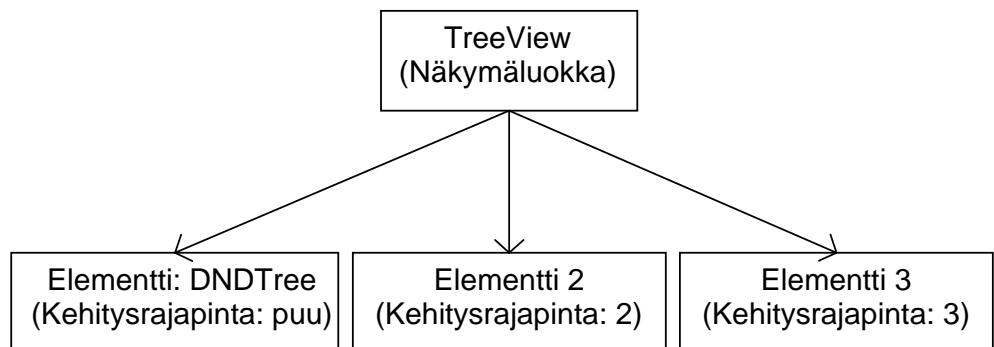 TreeView
(Näkymäluokka)
Elementti: DNDTree
(Kehitysrajapinta: puu)
Elementti 2
(Kehitysrajapinta: 2)
Elementti 3
(Kehitysrajapinta: 3)